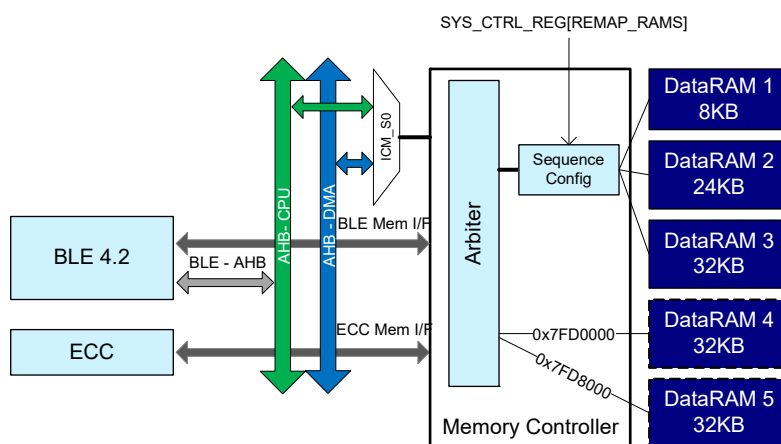 SYS_CTRL_REG[REMAP_RAMS]
DataRAM 1
8KB
ICM_S0
Sequence
Config
DataRAM 2
24KB
AHB- CPU
AHB - DMA
BLE Mem I/F
Arbiter
BLE 4.2
BLE - AHB
DataRAM 3
32KB
ECC Mem I/F
ECC
0x7FD0000
DataRAM 4
32KB
0x7FD8000
DataRAM 5
32KB
Memory Controller